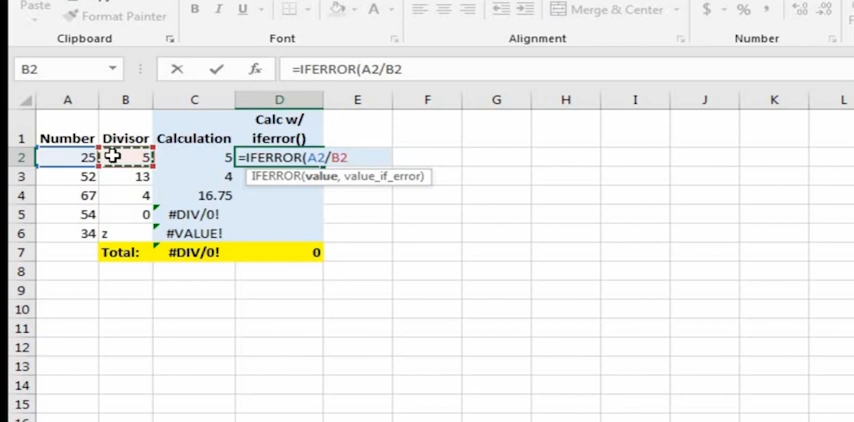 Paste
Format Painter
B I U A Merge & Center $ % , .00 .00
Clipboard Font Alignment Number
B2 fx =IFERROR(A2/B2
A B C D E F G H I J K L
Calc w/
1 Number Divisor Calculation iferror()
2 25 5 5 =IFERROR(A2/B2
3 52 13 4 IFERROR(value, value_if_error)
4 67 4 16.75
5 54 0 #DIV/0!
6 34 z #VALUE!
7 Total: #DIV/0! 0
8
9
10
11
12
13
14
15